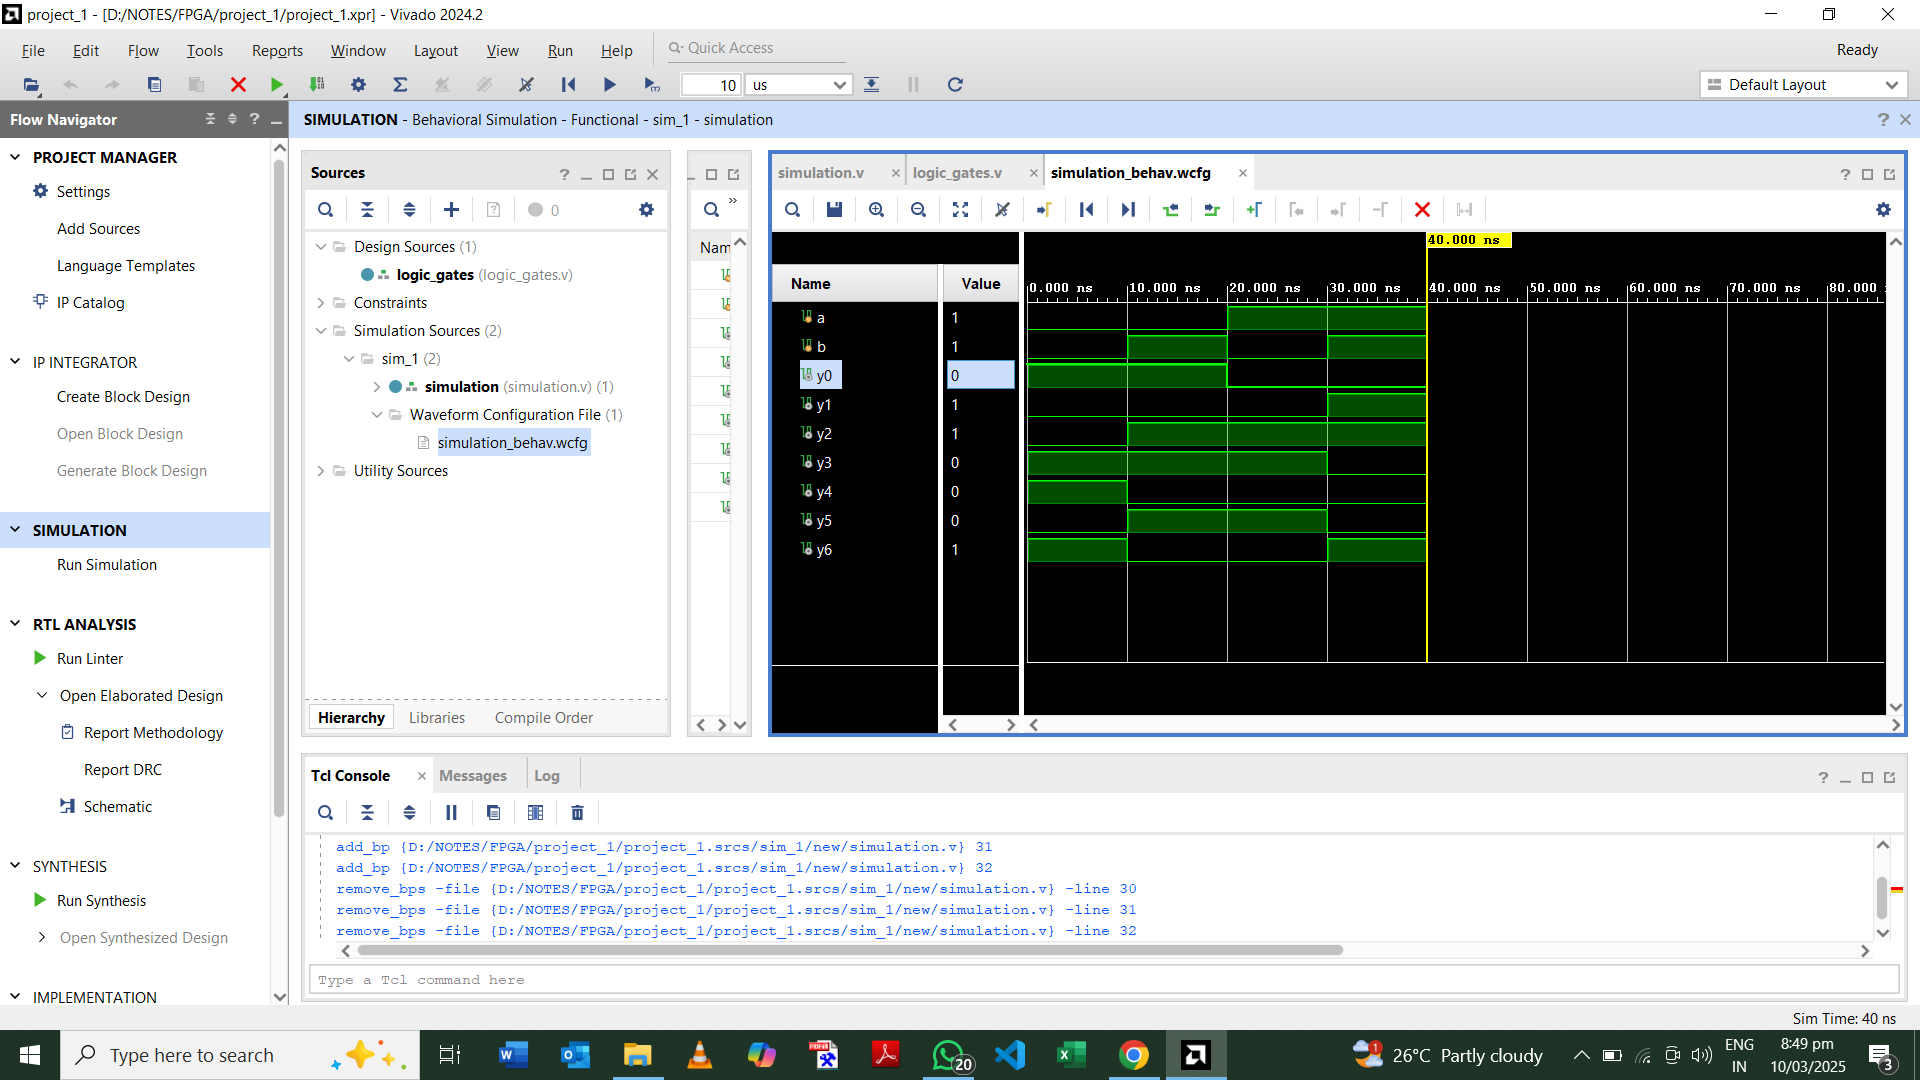 project_1 - [D:/NOTES/FPGA/project_1/project_1.xpr] - Vivado 2024.2
File Edit Flow Tools Reports Window Layout View Run Help Quick Access Ready
10 us Default Layout
Flow Navigator
SIMULATION - Behavioral Simulation - Functional - sim_1 - simulation
PROJECT MANAGER
Settings
Add Sources
Language Templates
IP Catalog
IP INTEGRATOR
Create Block Design
Open Block Design
Generate Block Design
SIMULATION
Run Simulation
RTL ANALYSIS
Run Linter
Open Elaborated Design
Report Methodology
Report DRC
Schematic
SYNTHESIS
Run Synthesis
Open Synthesized Design
IMPLEMENTATION
Sources
0
Design Sources (1)
logic_gates (logic_gates.v)
Constraints
Simulation Sources (2)
sim_1 (2)
simulation (simulation.v) (1)
Waveform Configuration File (1)
simulation_behav.wcfg
Utility Sources
Hierarchy Libraries Compile Order
Nam
simulation.v logic_gates.v simulation_behav.wcfg
40.000 ns
Name Value
0.000 ns 10.000 ns 20.000 ns 30.000 ns 40.000 ns 50.000 ns 60.000 ns 70.000 ns 80.000
a 1
b 1
y0 0
y1 1
y2 1
y3 0
y4 0
y5 0
y6 1
Tcl Console Messages Log
add_bp {D:/NOTES/FPGA/project_1/project_1.srcs/sim_1/new/simulation.v} 31
add_bp {D:/NOTES/FPGA/project_1/project_1.srcs/sim_1/new/simulation.v} 32
remove_bps -file {D:/NOTES/FPGA/project_1/project_1.srcs/sim_1/new/simulation.v} -line 30
remove_bps -file {D:/NOTES/FPGA/project_1/project_1.srcs/sim_1/new/simulation.v} -line 31
remove_bps -file {D:/NOTES/FPGA/project_1/project_1.srcs/sim_1/new/simulation.v} -line 32
Type a Tcl command here
Sim Time: 40 ns
Type here to search
20
1
26°C Partly cloudy
ENG
IN
8:49 pm
10/03/2025
3